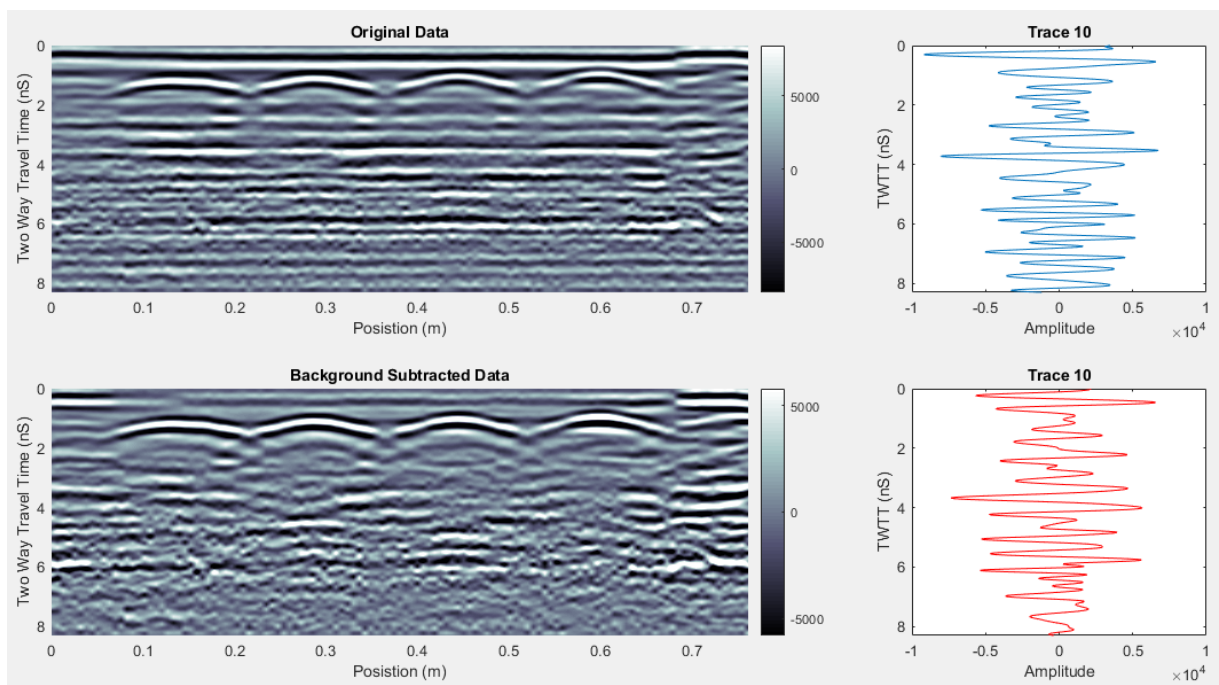 Original Data
Two Way Travel Time (nS)
0
2
4
6
8
0 0.1 0.2 0.3 0.4 0.5 0.6 0.7
Posistion (m)
5000
0
-5000
Trace 10
TWTT (nS)
0
2
4
6
8
-1 -0.5 0 0.5 1
Amplitude
×10⁴
Background Subtracted Data
Two Way Travel Time (nS)
0
2
4
6
8
0 0.1 0.2 0.3 0.4 0.5 0.6 0.7
Posistion (m)
5000
0
-5000
Trace 10
TWTT (nS)
0
2
4
6
8
-1 -0.5 0 0.5 1
Amplitude
×10⁴